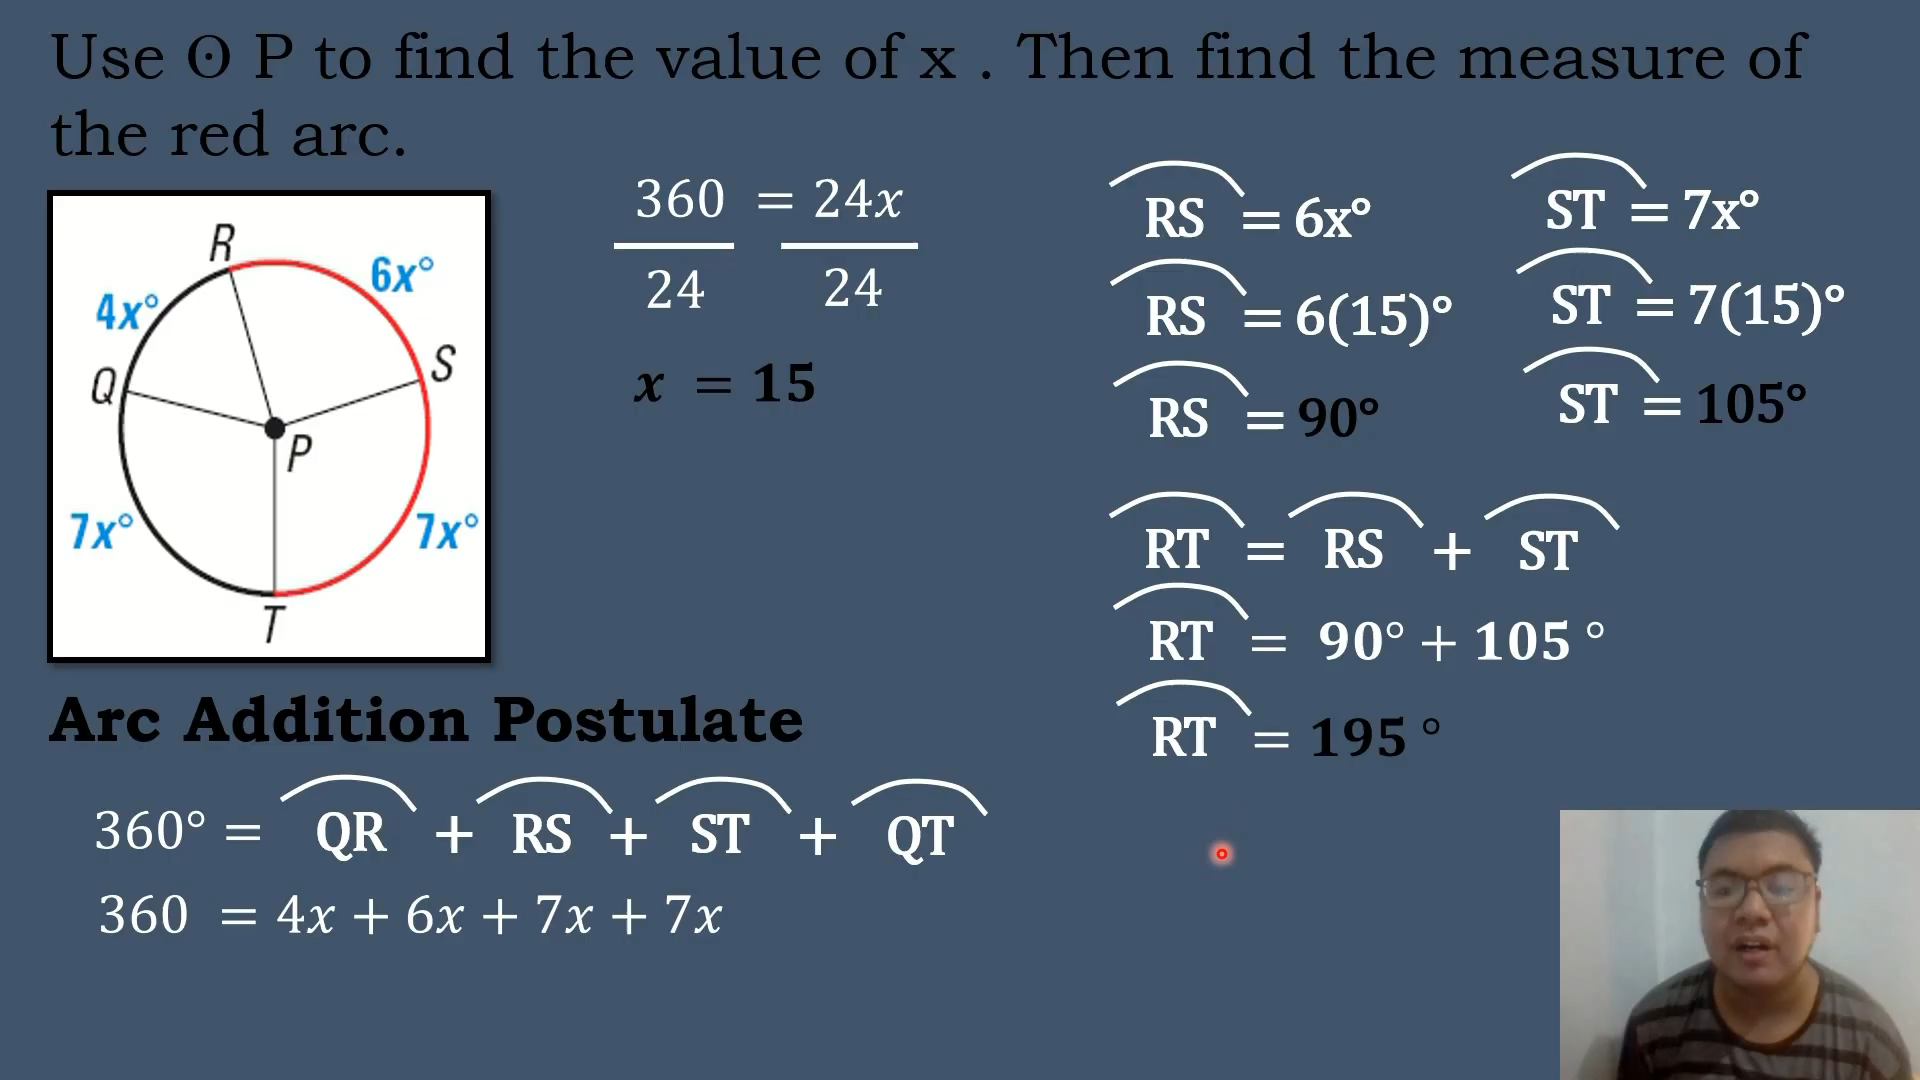 Use ʘ P to find the value of x . Then find the measure of
the red arc.
R
6x°
4x°
S
Q
P
7x°
7x°
T
360 = 24x
24 24
x = 15
RS = 6x°
RS = 6(15)°
RS = 90°
ST = 7x°
ST = 7(15)°
ST = 105°
RT = RS + ST
RT = 90° + 105 °
RT = 195 °
Arc Addition Postulate
360° = QR + RS + ST + QT
360 = 4x + 6x + 7x + 7x